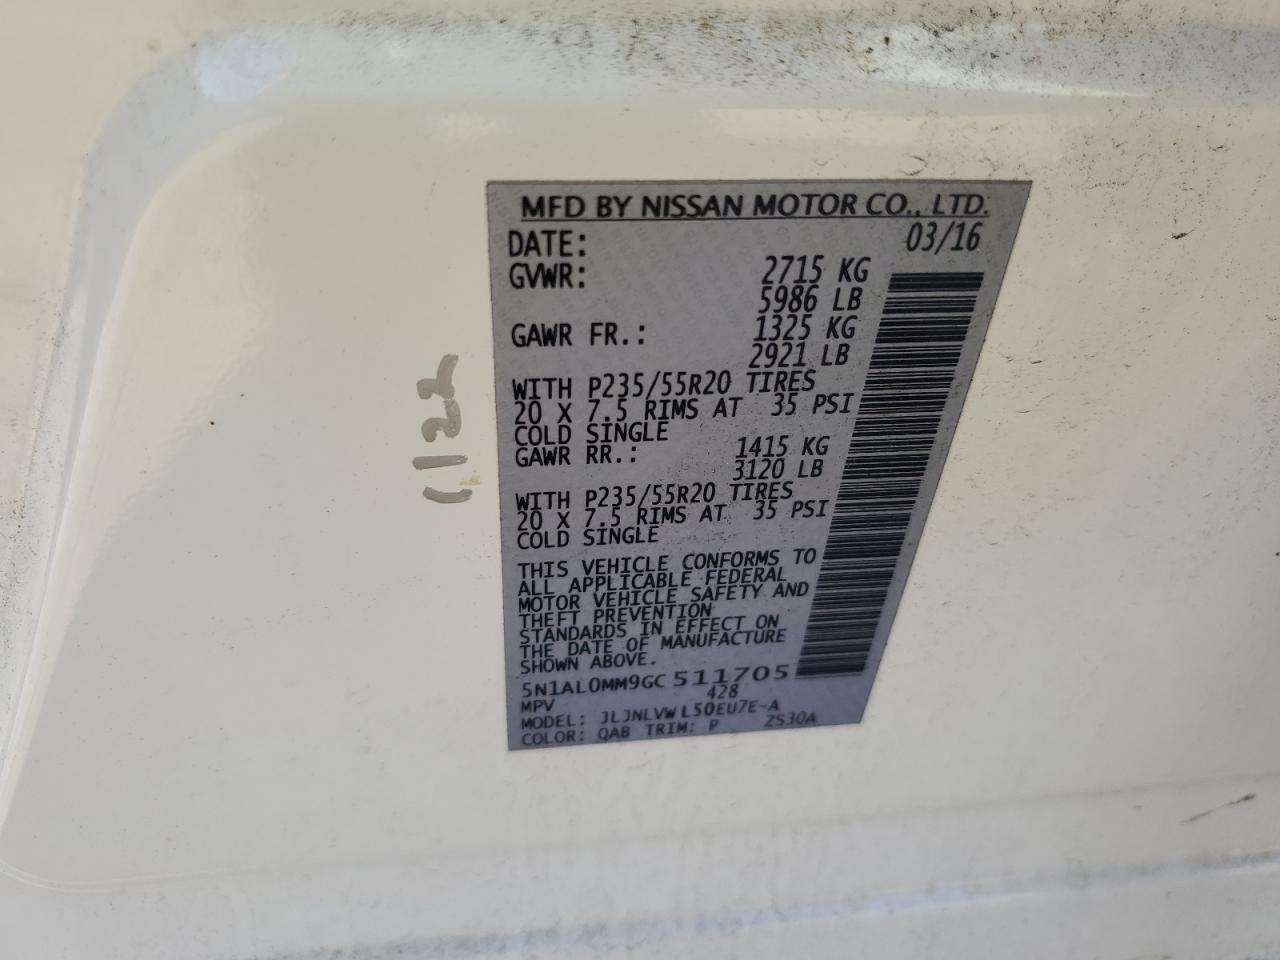 MFD BY NISSAN MOTOR CO., LTD.
DATE: 03/16
GVWR: 2715 KG
5986 LB
GAWR FR.: 1325 KG
2921 LB
WITH P235/55R20 TIRES
20 X 7.5 RIMS AT 35 PSI
COLD SINGLE
GAWR RR.: 1415 KG
3120 LB
WITH P235/55R20 TIRES
20 X 7.5 RIMS AT 35 PSI
COLD SINGLE
THIS VEHICLE CONFORMS TO
ALL APPLICABLE FEDERAL
MOTOR VEHICLE SAFETY AND
THEFT PREVENTION
STANDARDS IN EFFECT ON
THE DATE OF MANUFACTURE
SHOWN ABOVE.
5N1AL0MM9GC 511705
MPV 428
MODEL: JLJNLVWL50EU7E-A
COLOR: QAB TRIM: P ZS30A
1122